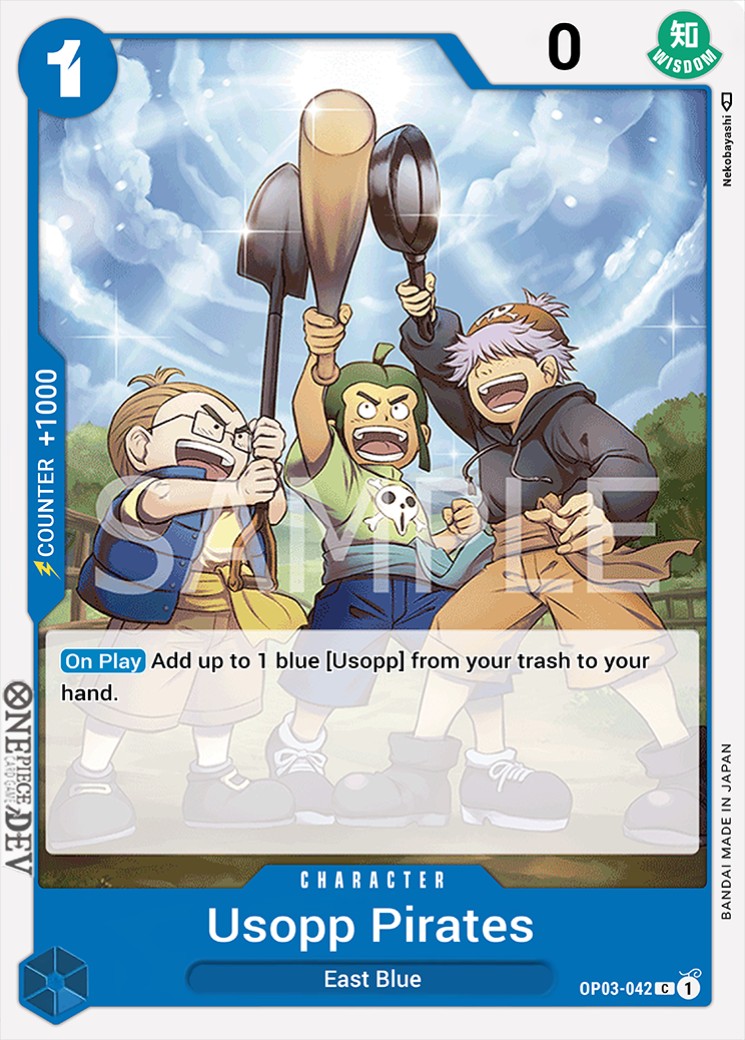 1
0
知
WISDOM
Nekobayashi
COUNTER +1000
SAMPLE
On Play Add up to 1 blue [Usopp] from your trash to your
hand.
ONE PIECE DEV
CARD GAME
BANDAI MADE IN JAPAN
CHARACTER
Usopp Pirates
East Blue
OP03-042 C 1